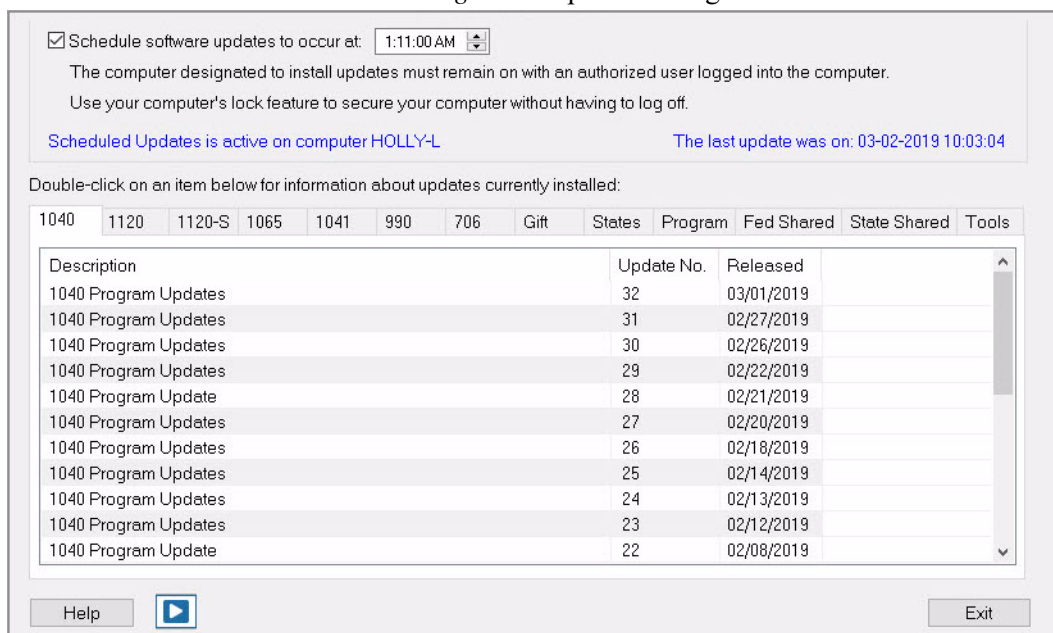 Schedule software updates to occur at: 1:11:00 AM
The computer designated to install updates must remain on with an authorized user logged into the computer.
Use your computer's lock feature to secure your computer without having to log off.
Scheduled Updates is active on computer HOLLY-L The last update was on: 03-02-2019 10:03:04
Double-click on an item below for information about updates currently installed:
1040 1120 1120-S 1065 1041 990 706 Gift States Program Fed Shared State Shared Tools
Description Update No. Released
1040 Program Updates 32 03/01/2019
1040 Program Updates 31 02/27/2019
1040 Program Updates 30 02/26/2019
1040 Program Updates 29 02/22/2019
1040 Program Update 28 02/21/2019
1040 Program Updates 27 02/20/2019
1040 Program Updates 26 02/18/2019
1040 Program Updates 25 02/14/2019
1040 Program Updates 24 02/13/2019
1040 Program Updates 23 02/12/2019
1040 Program Update 22 02/08/2019
Help Exit